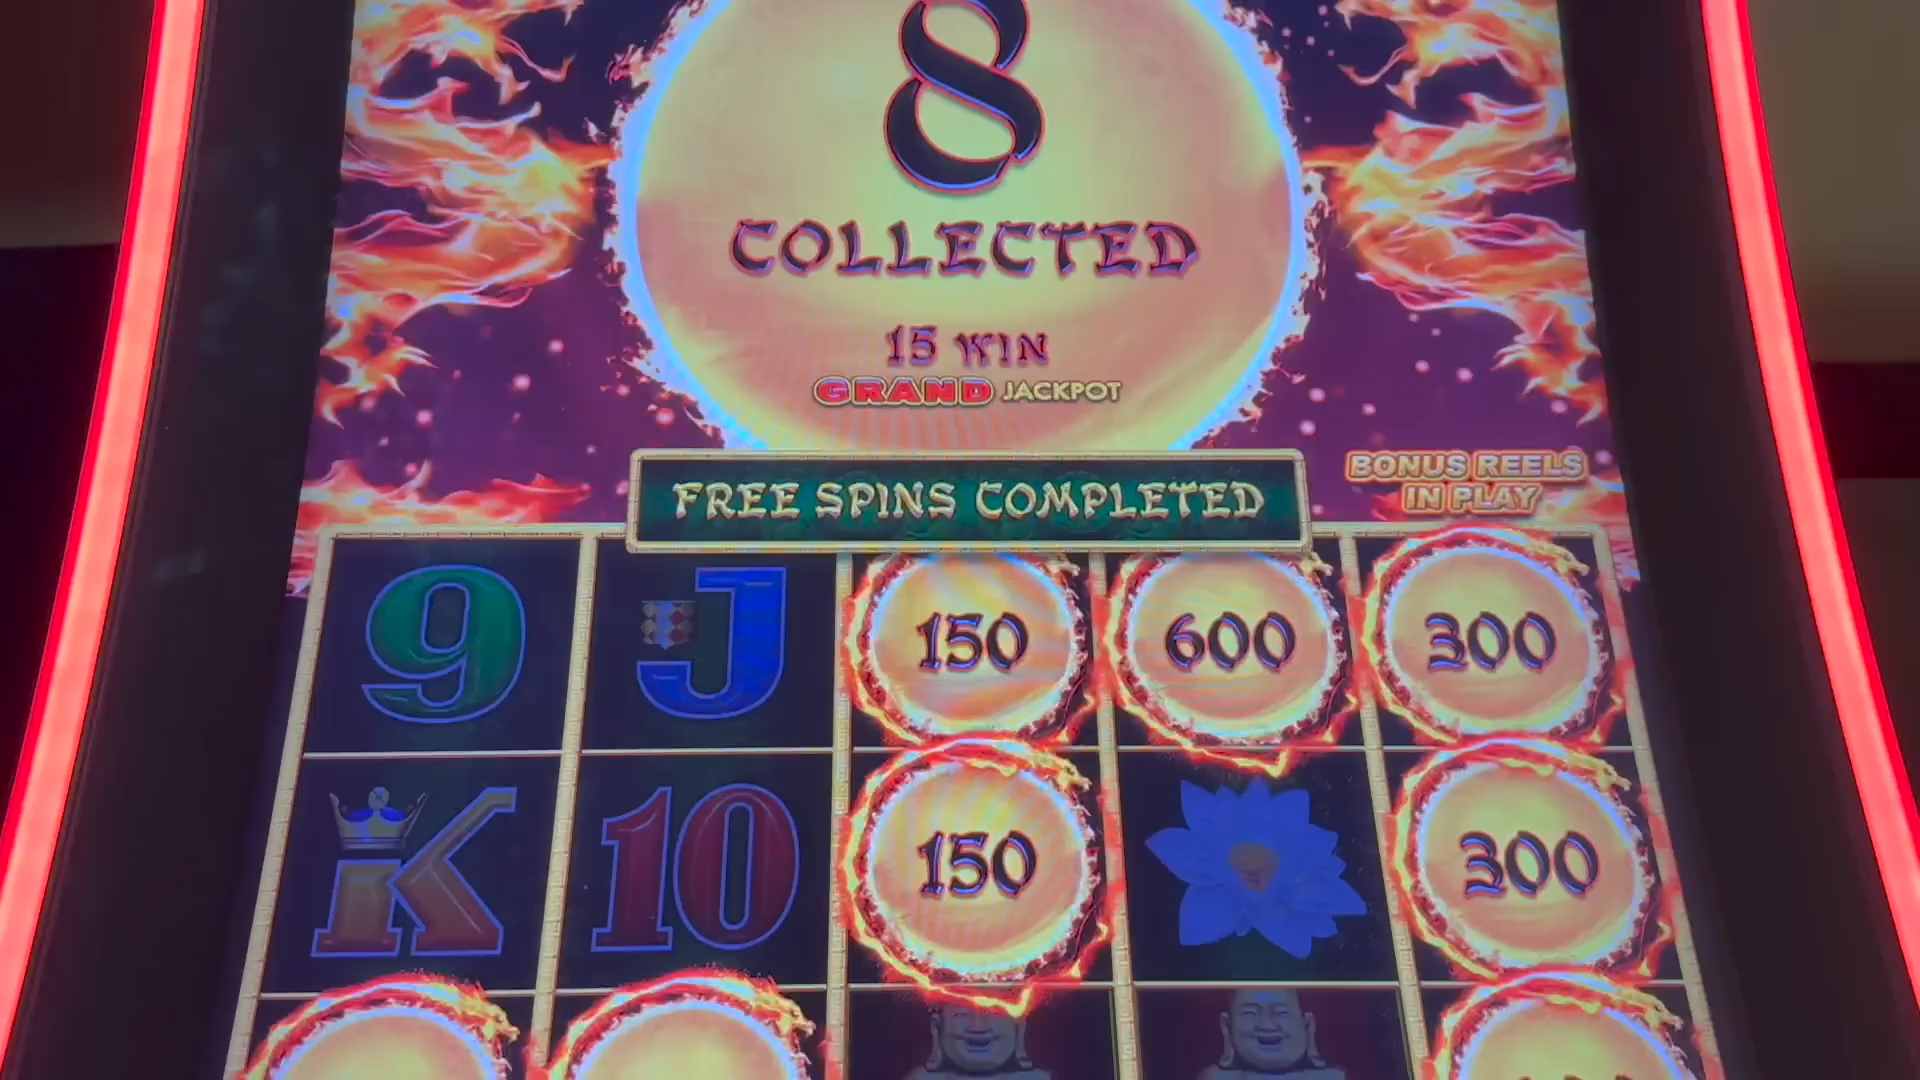 8
COLLECTED
15 WIN
GRAND JACKPOT
BONUS REELS
IN PLAY
FREE SPINS COMPLETED
9 J 150 600 300
K 10 150 300